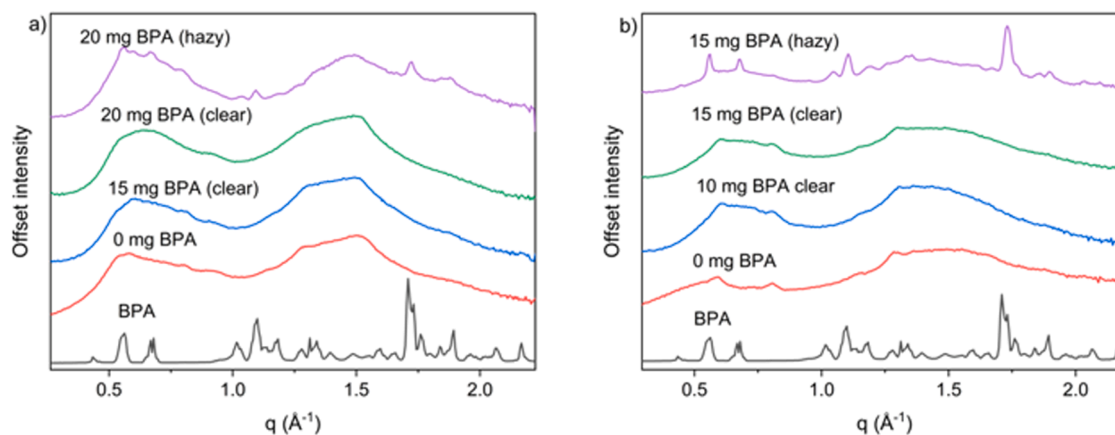 a)
20 mg BPA (hazy)
20 mg BPA (clear)
15 mg BPA (clear)
0 mg BPA
BPA
Offset intensity
0.5 1.0 1.5 2.0
q (Å⁻¹)
b)
15 mg BPA (hazy)
15 mg BPA (clear)
10 mg BPA clear
0 mg BPA
BPA
Offset intensity
0.5 1.0 1.5 2.0
q (Å⁻¹)